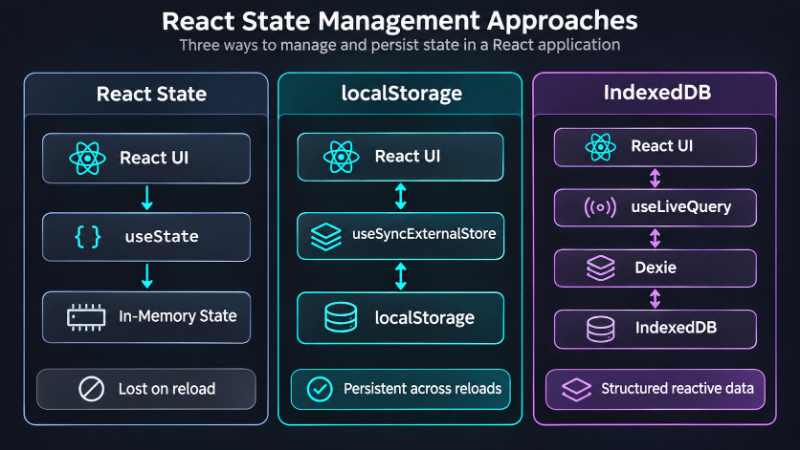 React State Management Approaches
Three ways to manage and persist state in a React application
React State
React UI
{ } useState
In-Memory State
Lost on reload
localStorage
React UI
useSyncExternalStore
localStorage
Persistent across reloads
IndexedDB
React UI
useLiveQuery
Dexie
IndexedDB
Structured reactive data